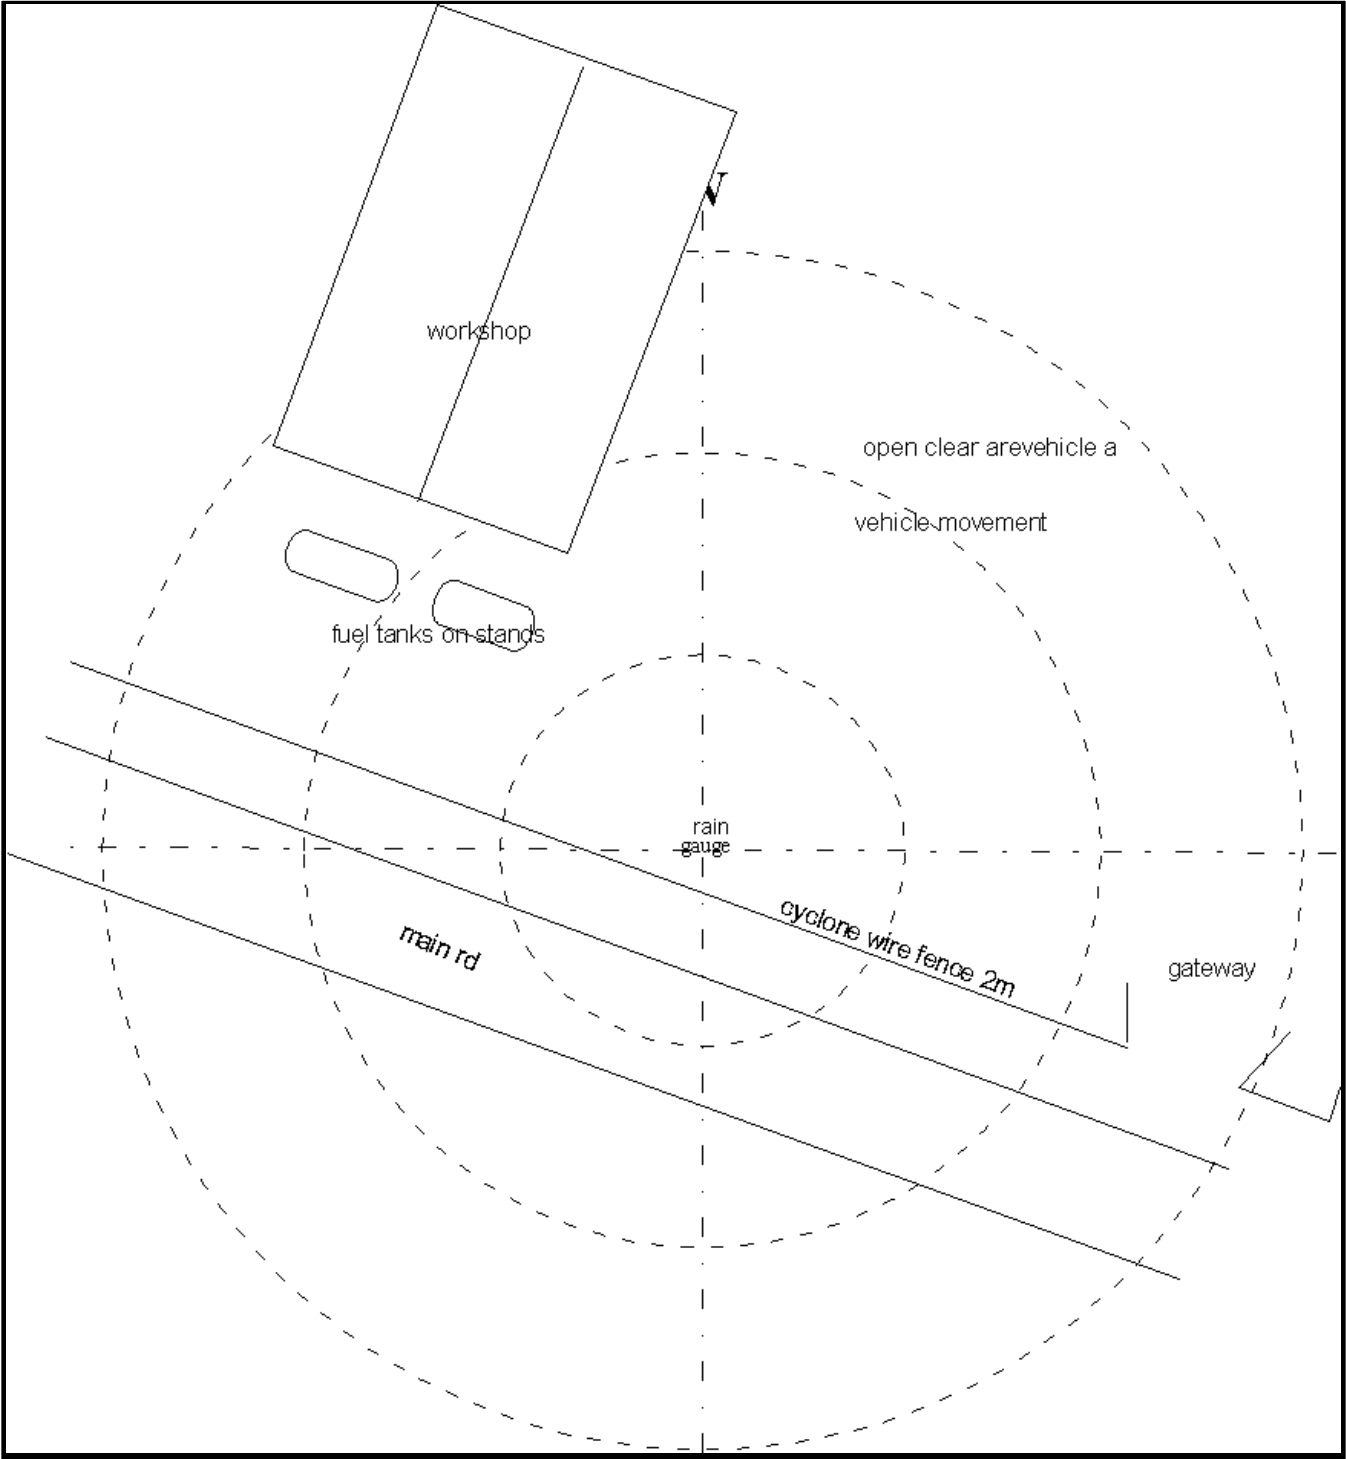 N
workshop
open clear arevehicle a
vehicle movement
fuel tanks on stands
rain
gauge
cyclone wire fence 2m
main rd
gateway